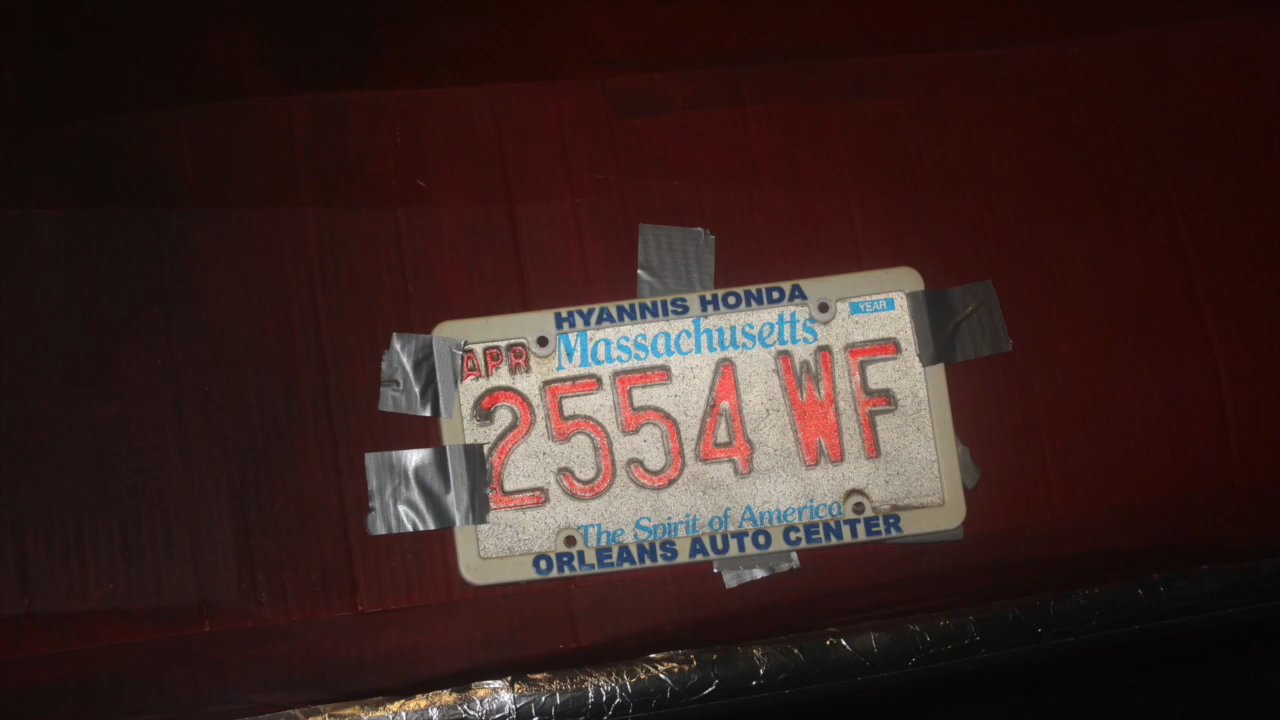 HYANNIS HONDA
YEAR
Massachusetts
APR
2554 WF
The Spirit of America
ORLEANS AUTO CENTER